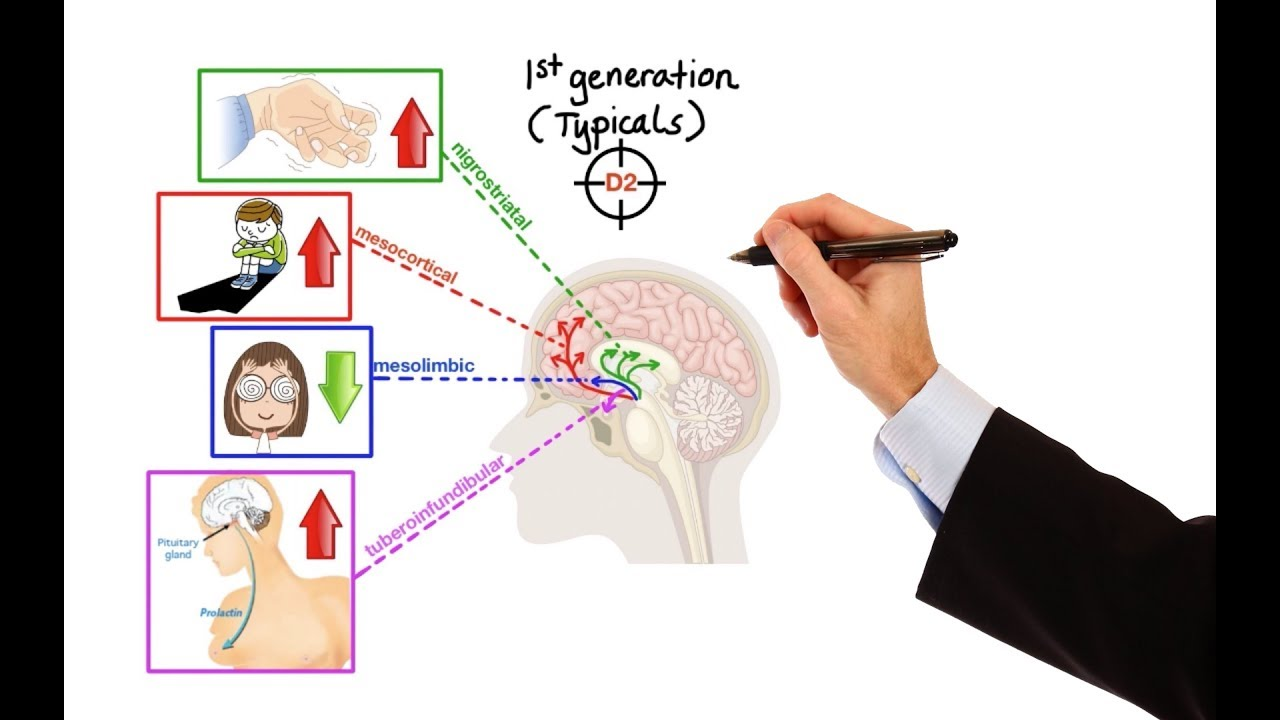 1st generation
(Typicals)
D2
nigrostriatal
mesocortical
mesolimbic
tuberoinfundibular
Pituitary
gland
Prolactin